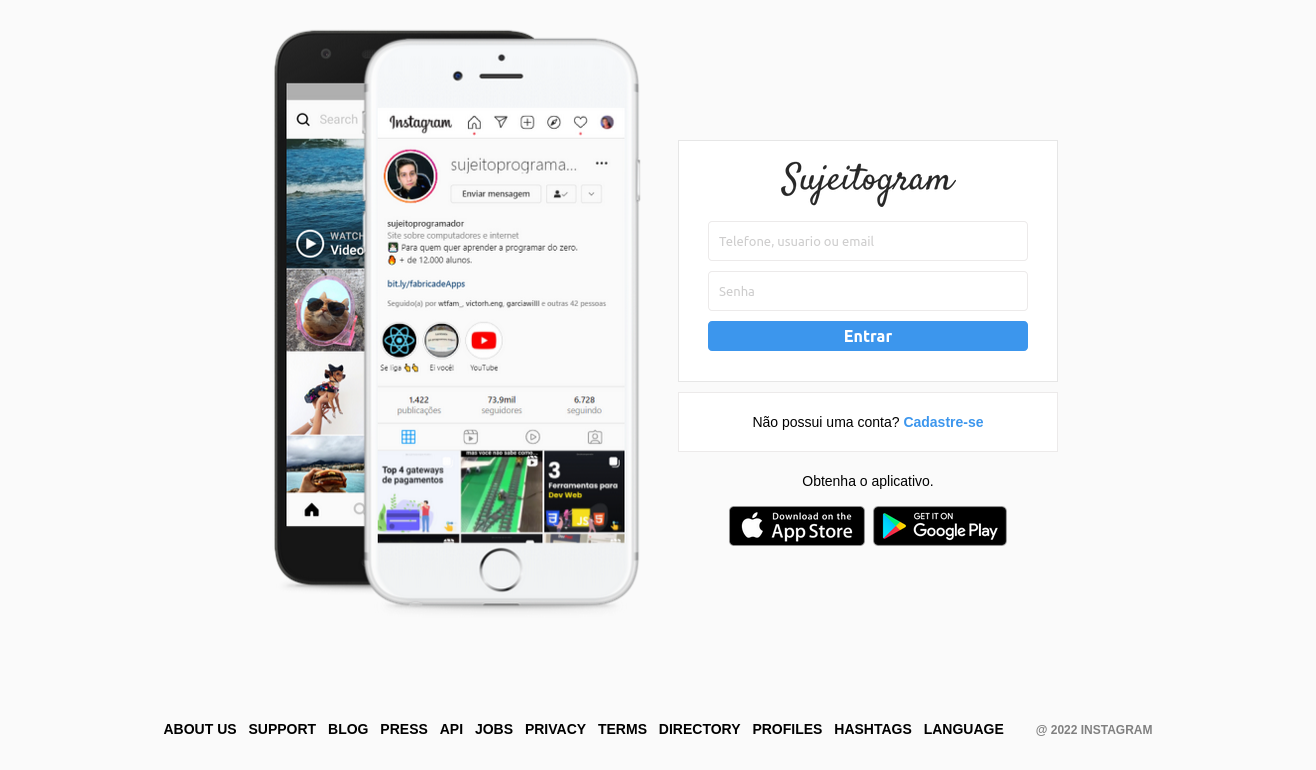 Search
WATCH
Video
Instagram
sujeitoprograma...
Enviar mensagem
sujeitoprogramador
Site sobre computadores e internet
Para quem quer aprender a programar do zero.
+ de 12.000 alunos.
bit.ly/fabricadeApps
Seguido(a) por wtfam_, victorh.eng, garciawilll e outras 42 pessoas
Se liga 👆👆 Ei você! YouTube
1.422 73.9mil 6.728
publicações seguidores seguindo
Top 4 gateways
de pagamentos
mas você não sabe como
3
Ferramentas para
Dev Web
JS
Sujeitogram
Telefone, usuario ou email
Senha
Entrar
Não possui uma conta? Cadastre-se
Obtenha o aplicativo.
Download on the
App Store
GET IT ON
Google Play
ABOUT US SUPPORT BLOG PRESS API JOBS PRIVACY TERMS DIRECTORY PROFILES HASHTAGS LANGUAGE @ 2022 INSTAGRAM